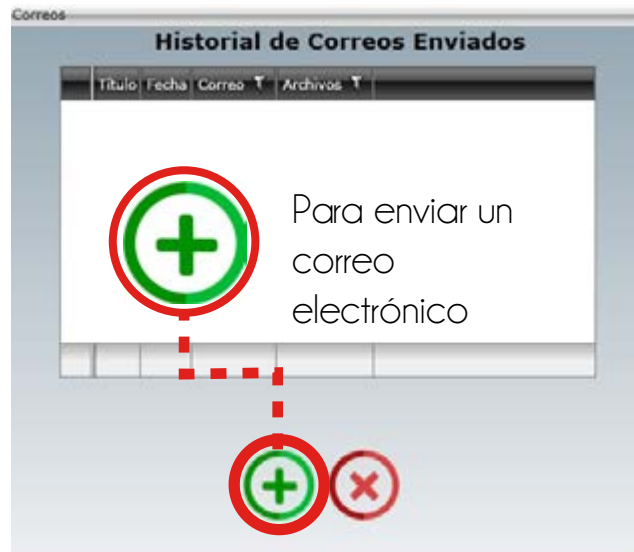 Correos
Historial de Correos Enviados
Título Fecha Correo Archivos
Para enviar un
correo
electrónico